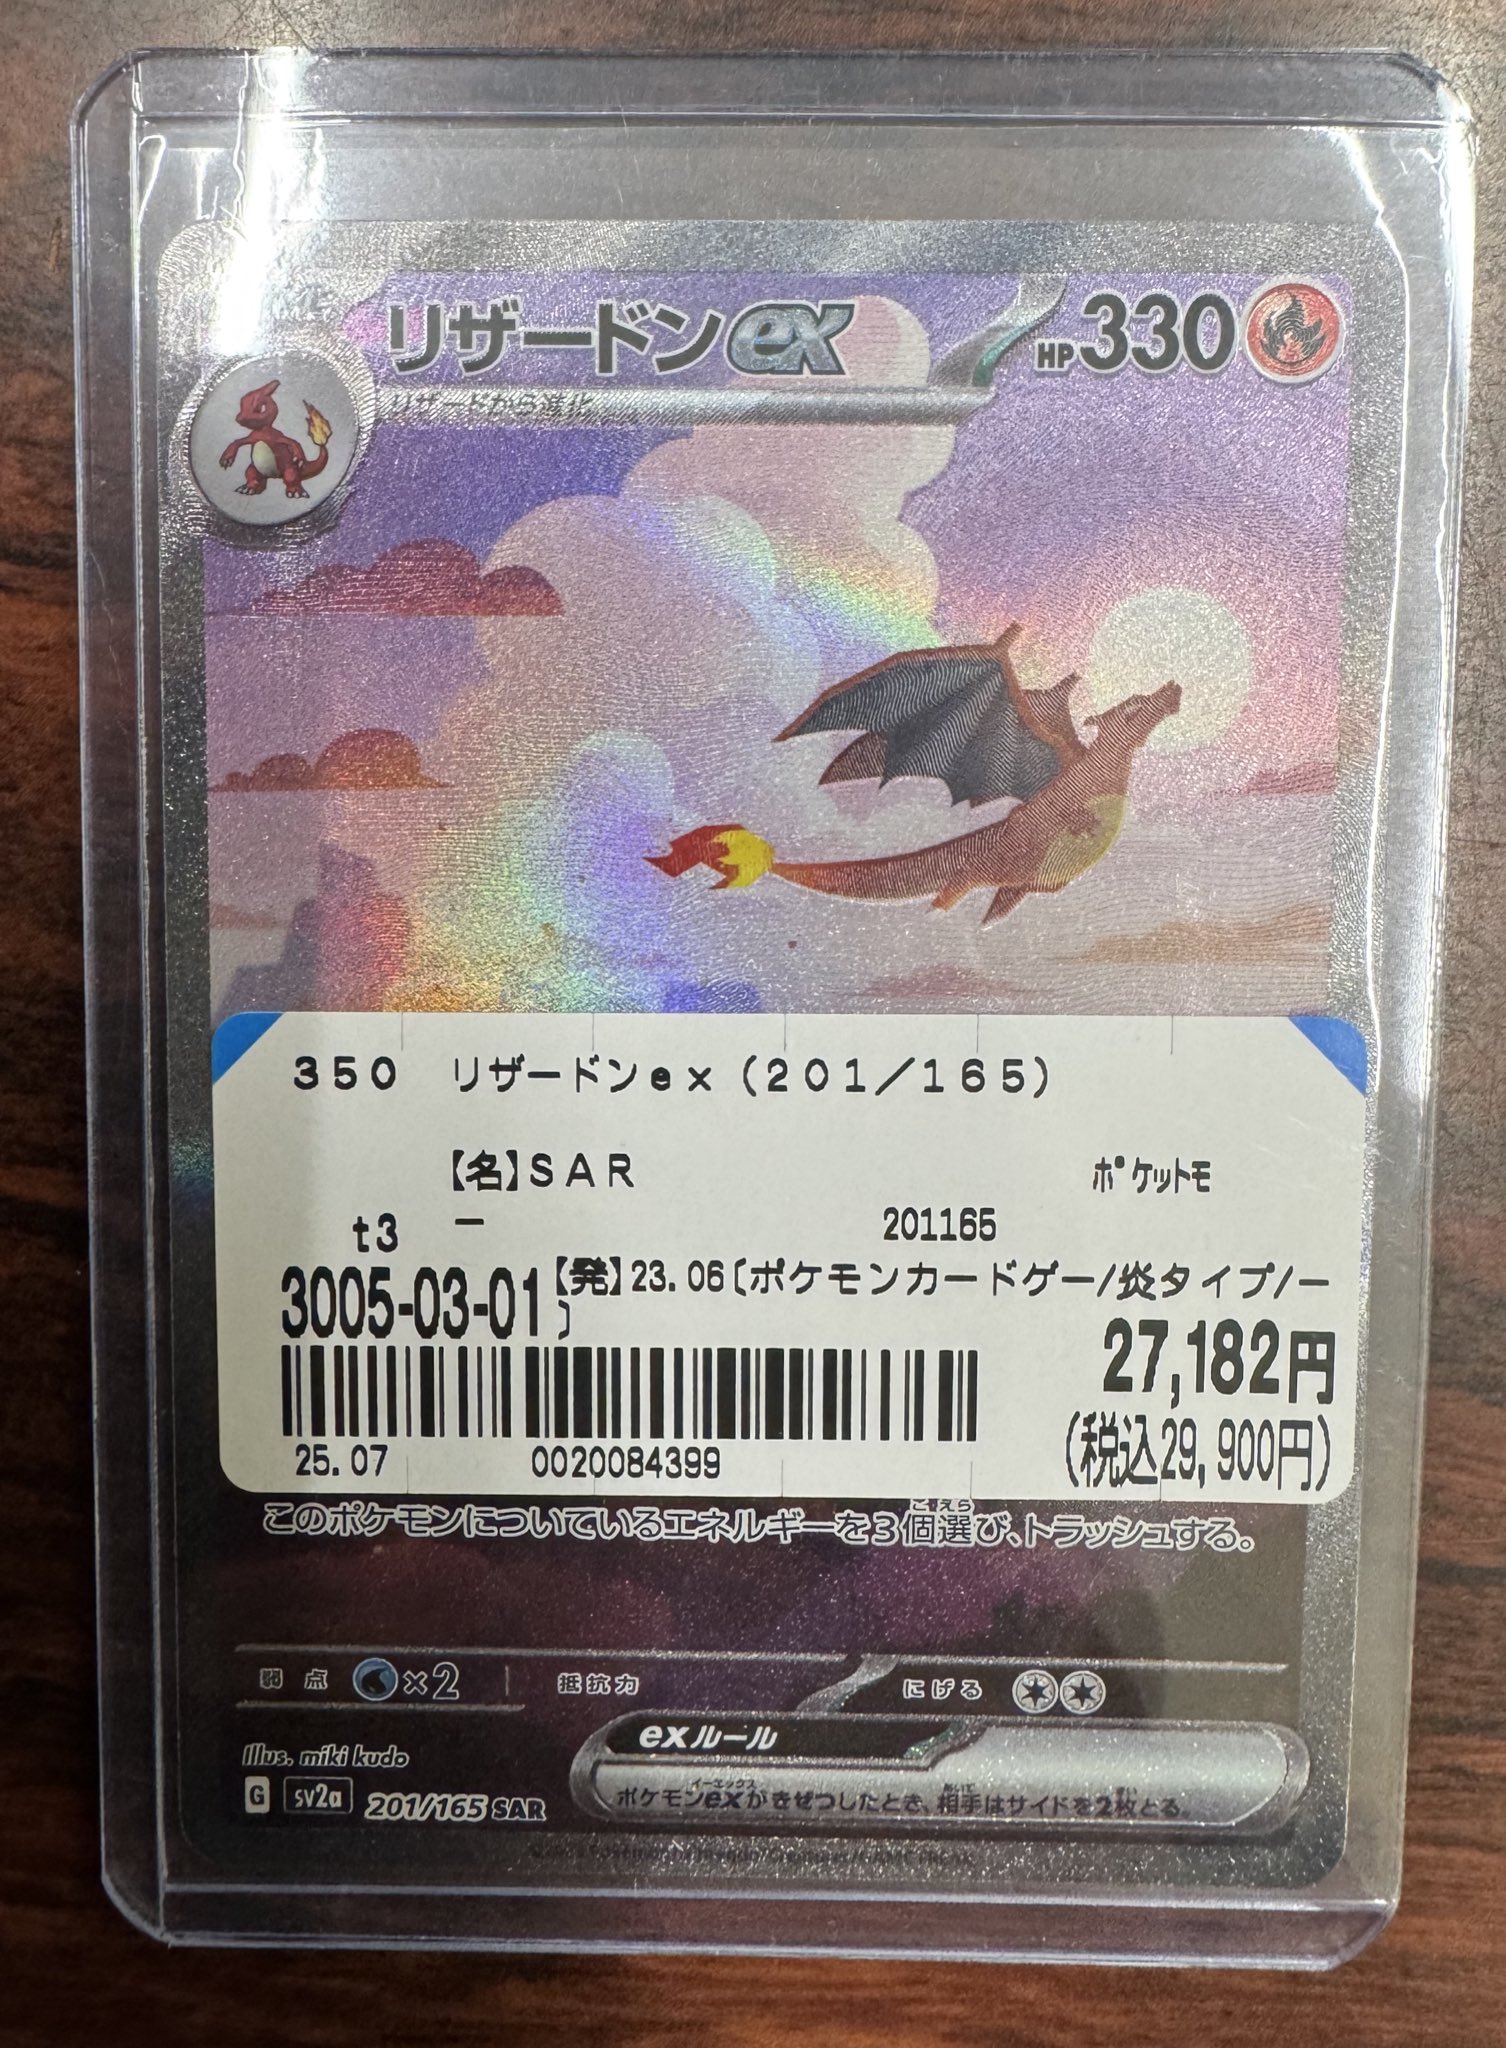 リザードンex
HP330
リザードから進化
350 リザードンex(201/165)
【名】SAR
ポケットモ
t3 ー
201165
3005-03-01
【発】23.06〔ポケモンカードゲー/炎タイプ/ー
〕
27,182円
(税込29,900円)
25.07
0020084399
このポケモンについているエネルギーを3個選び、トラッシュする。
弱点 ×2 抵抗力 にげる
exルール
ポケモンexがきぜつしたとき、相手はサイドを2枚とる。
Illus. miki kudo
G sv2a 201/165 SAR